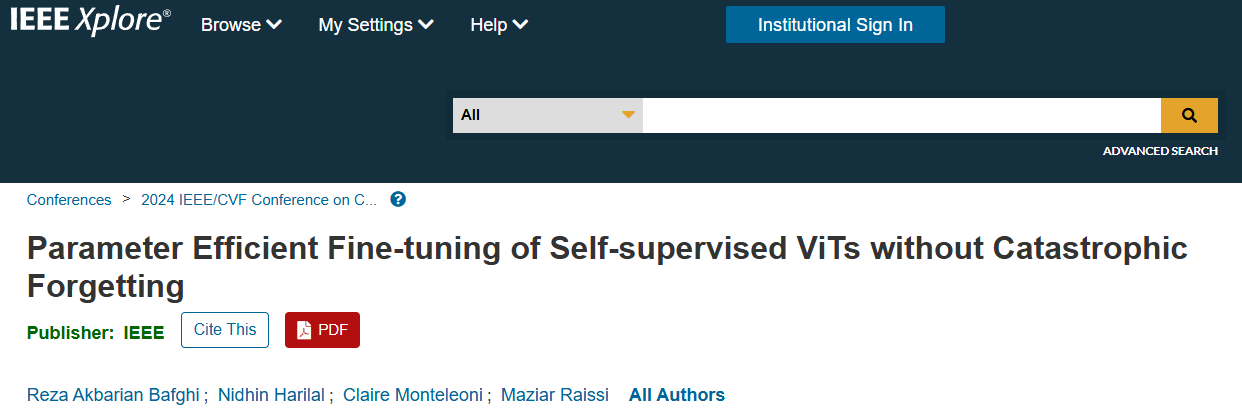 IEEE Xplore® Browse My Settings Help Institutional Sign In
All
ADVANCED SEARCH
Conferences > 2024 IEEE/CVF Conference on C... ?
Parameter Efficient Fine-tuning of Self-supervised ViTs without Catastrophic
Forgetting
Publisher: IEEE Cite This PDF
Reza Akbarian Bafghi ; Nidhin Harilal ; Claire Monteleoni ; Maziar Raissi All Authors